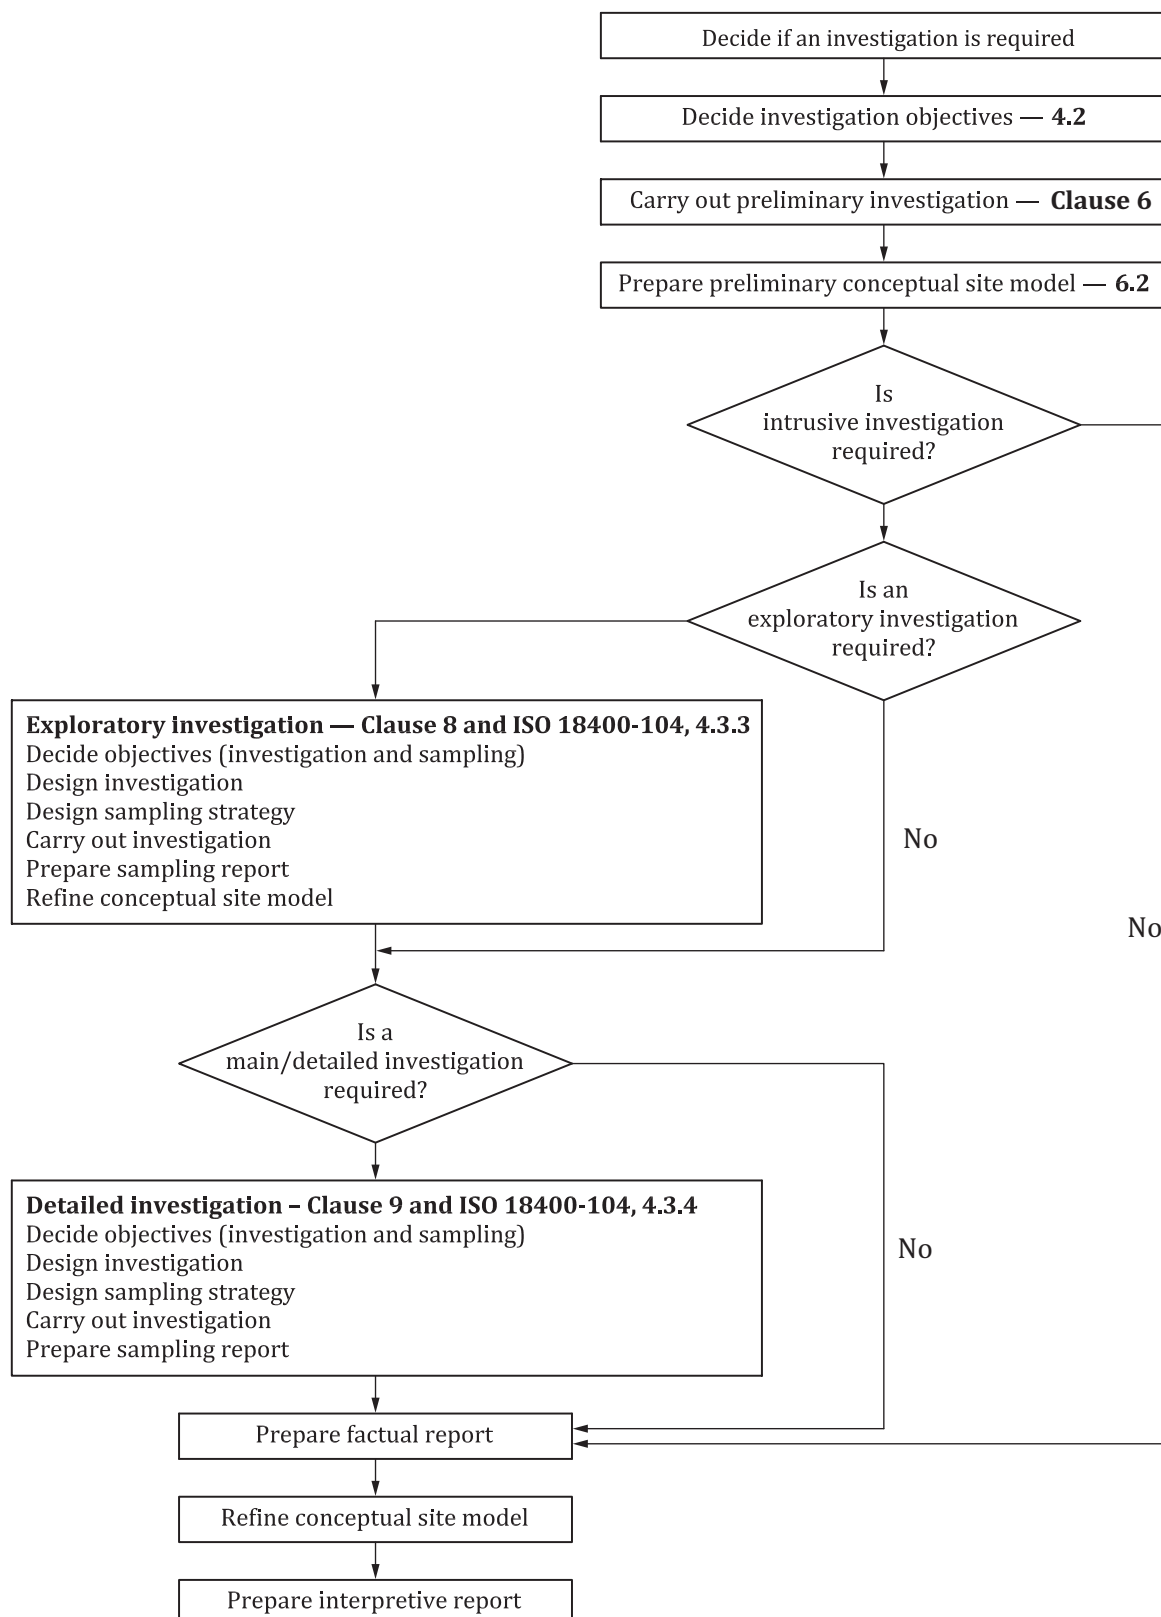 Decide if an investigation is required
Decide investigation objectives — 4.2
Carry out preliminary investigation — Clause 6
Prepare preliminary conceptual site model — 6.2
Is
intrusive investigation
required?
Is an
exploratory investigation
required?
Exploratory investigation — Clause 8 and ISO 18400-104, 4.3.3
Decide objectives (investigation and sampling)
Design investigation
Design sampling strategy
Carry out investigation
Prepare sampling report
Refine conceptual site model
No
No
Is a
main/detailed investigation
required?
Detailed investigation – Clause 9 and ISO 18400-104, 4.3.4
Decide objectives (investigation and sampling)
Design investigation
Design sampling strategy
Carry out investigation
Prepare sampling report
No
Prepare factual report
Refine conceptual site model
Prepare interpretive report